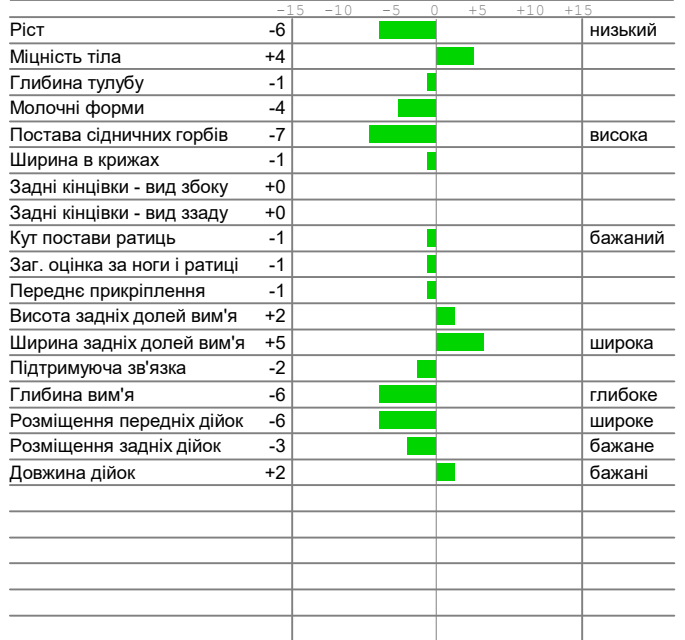 -15 -10 -5 0 +5 +10 +15
Ріст -6 низький
Міцність тіла +4
Глибина тулубу -1
Молочні форми -4
Постава сідничних горбів -7 висока
Ширина в крижах -1
Задні кінцівки - вид збоку +0
Задні кінцівки - вид ззаду +0
Кут постави ратиць -1 бажаний
Заг. оцінка за ноги і ратиці -1
Переднє прикріплення -1
Висота задніх долей вим'я +2
Ширина задніх долей вим'я +5 широка
Підтримуюча зв'язка -2
Глибина вим'я -6 глибоке
Розміщення передніх дійок -6 широке
Розміщення задніх дійок -3 бажане
Довжина дійок +2 бажані